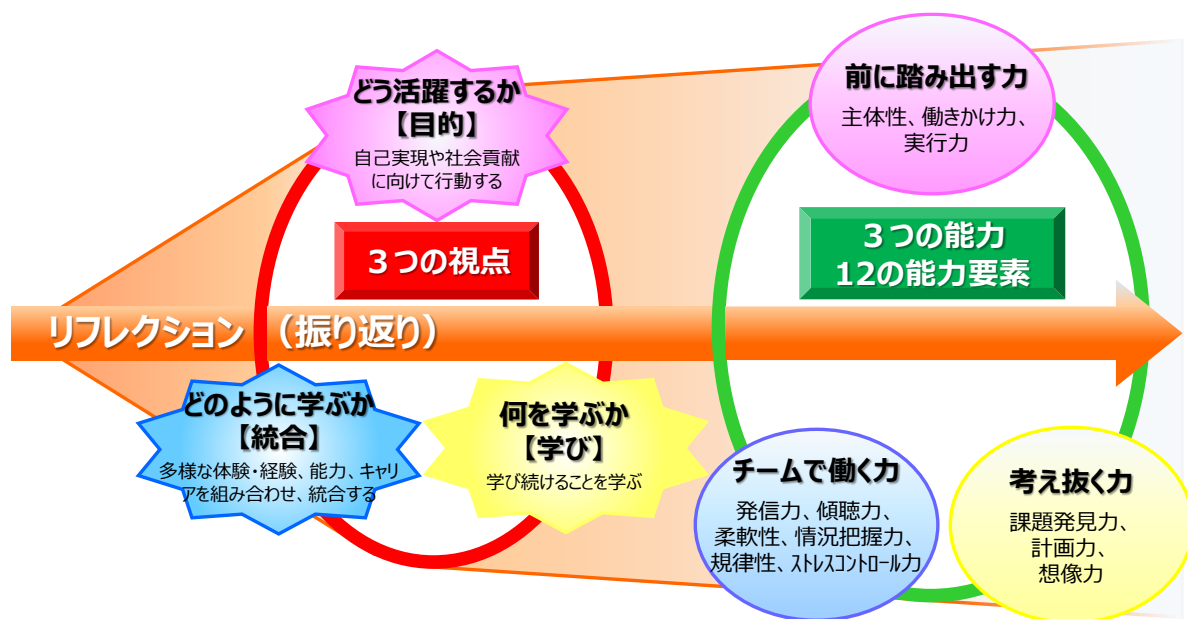 どう活躍するか
【目的】
自己実現や社会貢献
に向けて行動する
3つの視点
リフレクション (振り返り)
どのように学ぶか
【統合】
多様な体験・経験、能力、キャリ
アを組み合わせ、統合する
何を学ぶか
【学び】
学び続けることを学ぶ
前に踏み出す力
主体性、働きかけ力、
実行力
3つの能力
12の能力要素
チームで働く力
発信力、傾聴力、
柔軟性、情況把握力、
規律性、ストレスコントロール力
考え抜く力
課題発見力、
計画力、
想像力